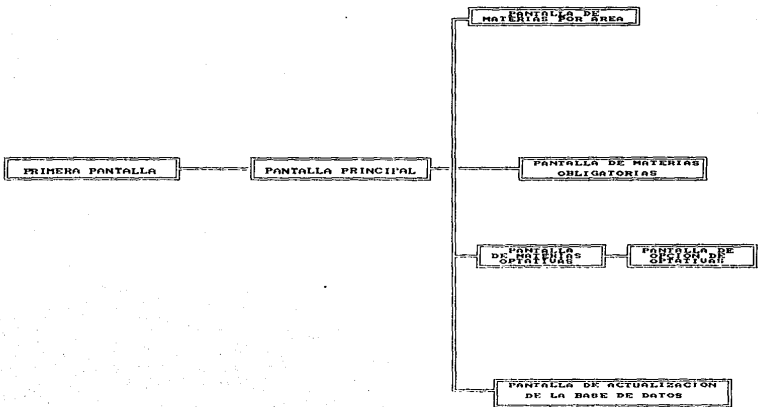 PANTALLA DE
MATERIAS POR AREA
PRIMERA PANTALLA
PANTALLA PRINCIPAL
PANTALLA DE MATERIAS
OBLIGATORIAS
PANTALLA
DE MATERIAS
OPTATIVAS
PANTALLA DE
OPCION DE
OPTATIVAS
PANTALLA DE ACTUALIZACION
DE LA BASE DE DATOS